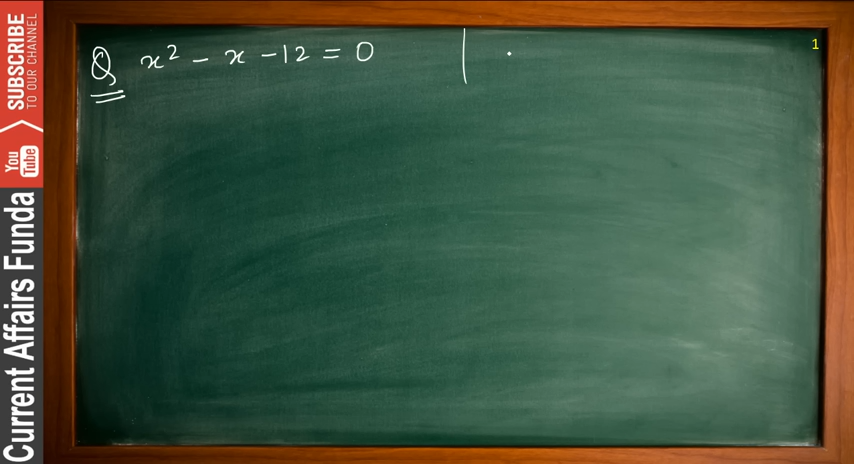 SUBSCRIBE
TO OUR CHANNEL
You
Tube
Current Affairs Funda
Q x² - x - 12 = 0
1